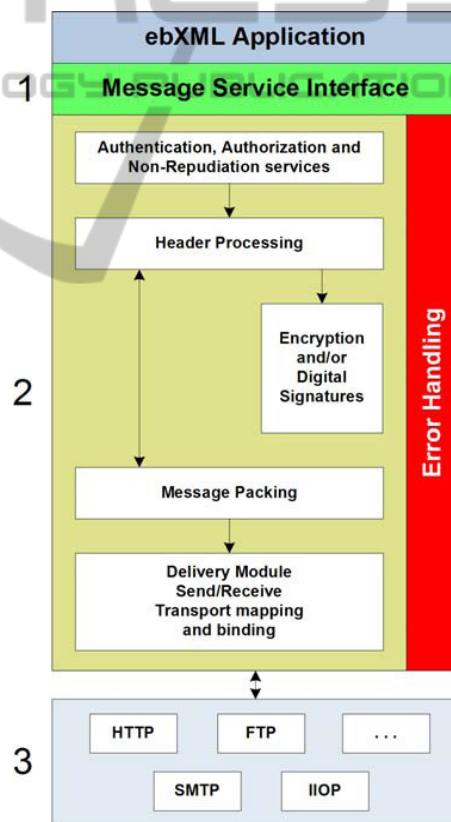 ebXML Application
1
Message Service Interface
Authentication, Authorization and
Non-Repudiation services
Header Processing
Encryption
and/or
Digital
Signatures
2
Error Handling
Message Packing
Delivery Module
Send/Receive
Transport mapping
and binding
HTTP
FTP
. . .
3
SMTP
IIOP